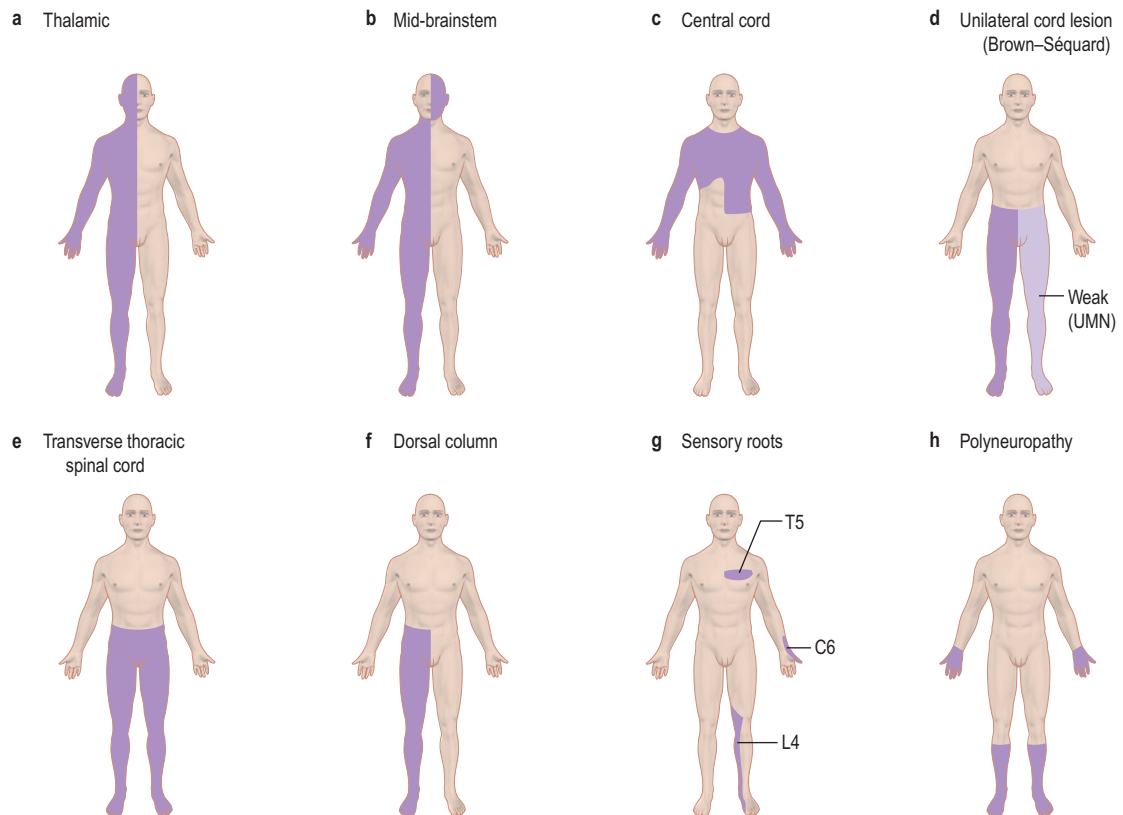 a Thalamic
b Mid-brainstem
c Central cord
d Unilateral cord lesion
(Brown–Séquard)
Weak
(UMN)
e Transverse thoracic
spinal cord
f Dorsal column
g Sensory roots
T5
C6
L4
h Polyneuropathy